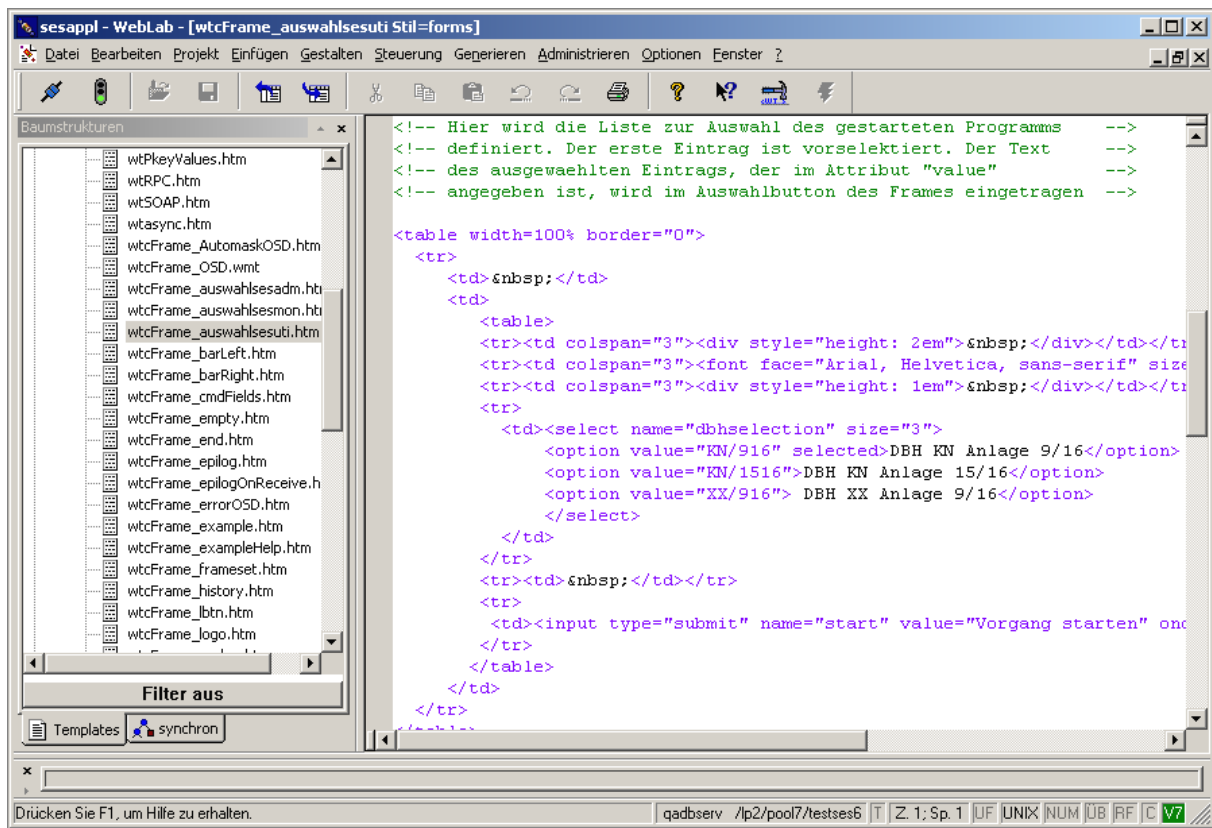 sesappl - WebLab - [wtcFrame_auswahlsesuti Stil=forms]
Datei Bearbeiten Projekt Einfügen Gestalten Steuerung Generieren Administrieren Optionen Fenster ?
Baumstrukturen
wtPkeyValues.htm
wtRPC.htm
wtSOAP.htm
wtasync.htm
wtcFrame_AutomaskOSD.htm
wtcFrame_OSD.wmt
wtcFrame_auswahlsesadm.htm
wtcFrame_auswahlsesmon.htm
wtcFrame_auswahlsesuti.htm
wtcFrame_barLeft.htm
wtcFrame_barRight.htm
wtcFrame_cmdFields.htm
wtcFrame_empty.htm
wtcFrame_end.htm
wtcFrame_epilog.htm
wtcFrame_epilogOnReceive.h
wtcFrame_errorOSD.htm
wtcFrame_example.htm
wtcFrame_exampleHelp.htm
wtcFrame_frameset.htm
wtcFrame_history.htm
wtcFrame_lbtn.htm
wtcFrame_logo.htm
Filter aus
Templates synchron
<!-- Hier wird die Liste zur Auswahl des gestarteten Programms -->
<!-- definiert. Der erste Eintrag ist vorselektiert. Der Text -->
<!-- des ausgewaehlten Eintrags, der im Attribut "value" -->
<!-- angegeben ist, wird im Auswahlbutton des Frames eingetragen -->
<table width=100% border="0">
<tr>
<td>&nbsp;</td>
<td>
<table>
<tr><td colspan="3"><div style="height: 2em">&nbsp;</div></td></tr
<tr><td colspan="3"><font face="Arial, Helvetica, sans-serif" size
<tr><td colspan="3"><div style="height: 1em">&nbsp;</div></td></tr
<tr>
<td><select name="dbhselection" size="3">
<option value="KN/916" selected>DBH KN Anlage 9/16</option>
<option value="KN/1516">DBH KN Anlage 15/16</option>
<option value="XX/916"> DBH XX Anlage 9/16</option>
</select>
</td>
</tr>
<tr><td>&nbsp;</td></tr>
<tr>
<td><input type="submit" name="start" value="Vorgang starten" onc
</tr>
</table>
</td>
</tr>
</table>
Drücken Sie F1, um Hilfe zu erhalten.
qadbserv /lp2/pool7/testses6 T Z. 1; Sp. 1 UF UNIX NUM ÜB RF C V7